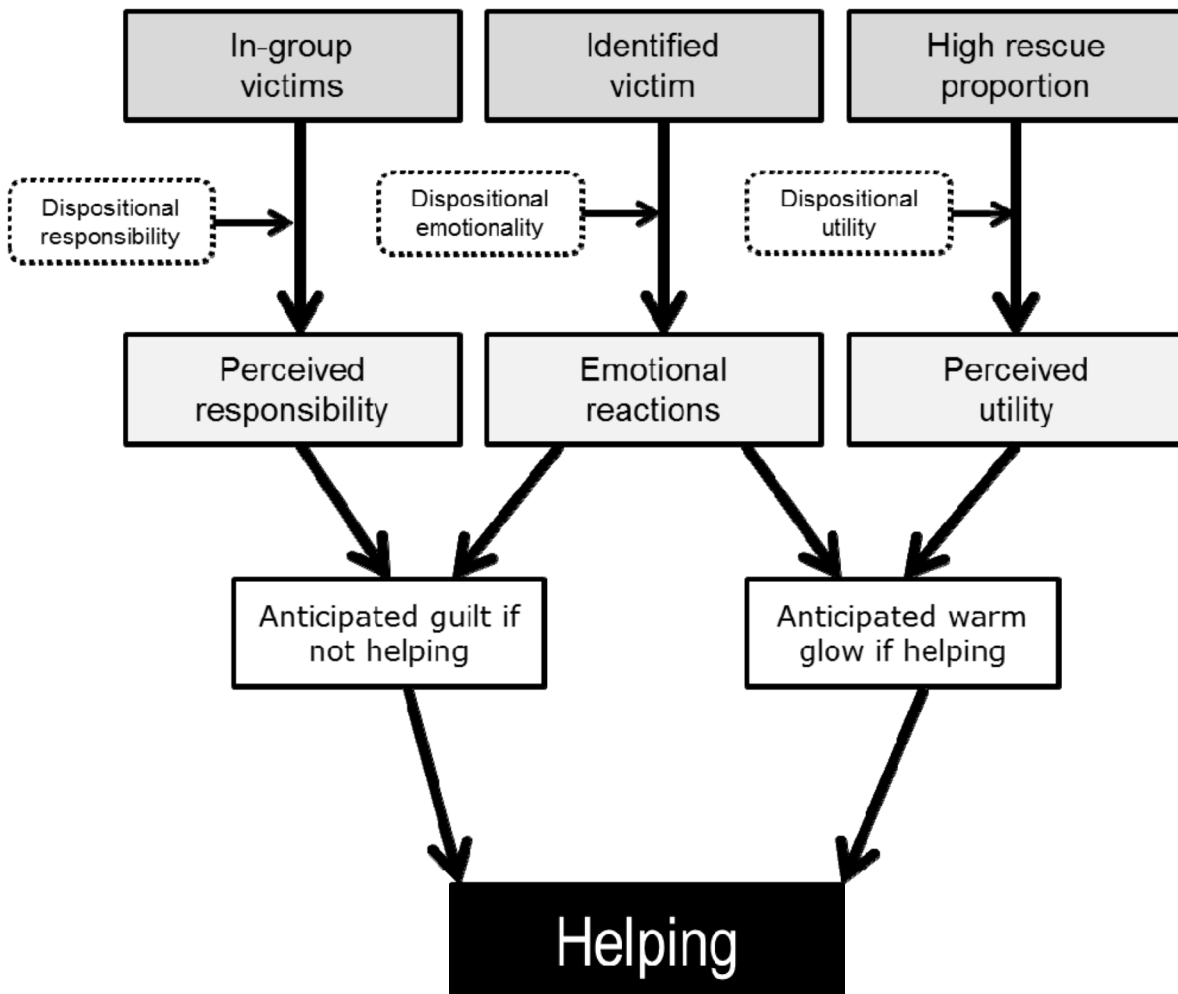 In-group
victims
Identified
victim
High rescue
proportion
Dispositional
responsibility
Dispositional
emotionality
Dispositional
utility
Perceived
responsibility
Emotional
reactions
Perceived
utility
Anticipated guilt if
not helping
Anticipated warm
glow if helping
Helping